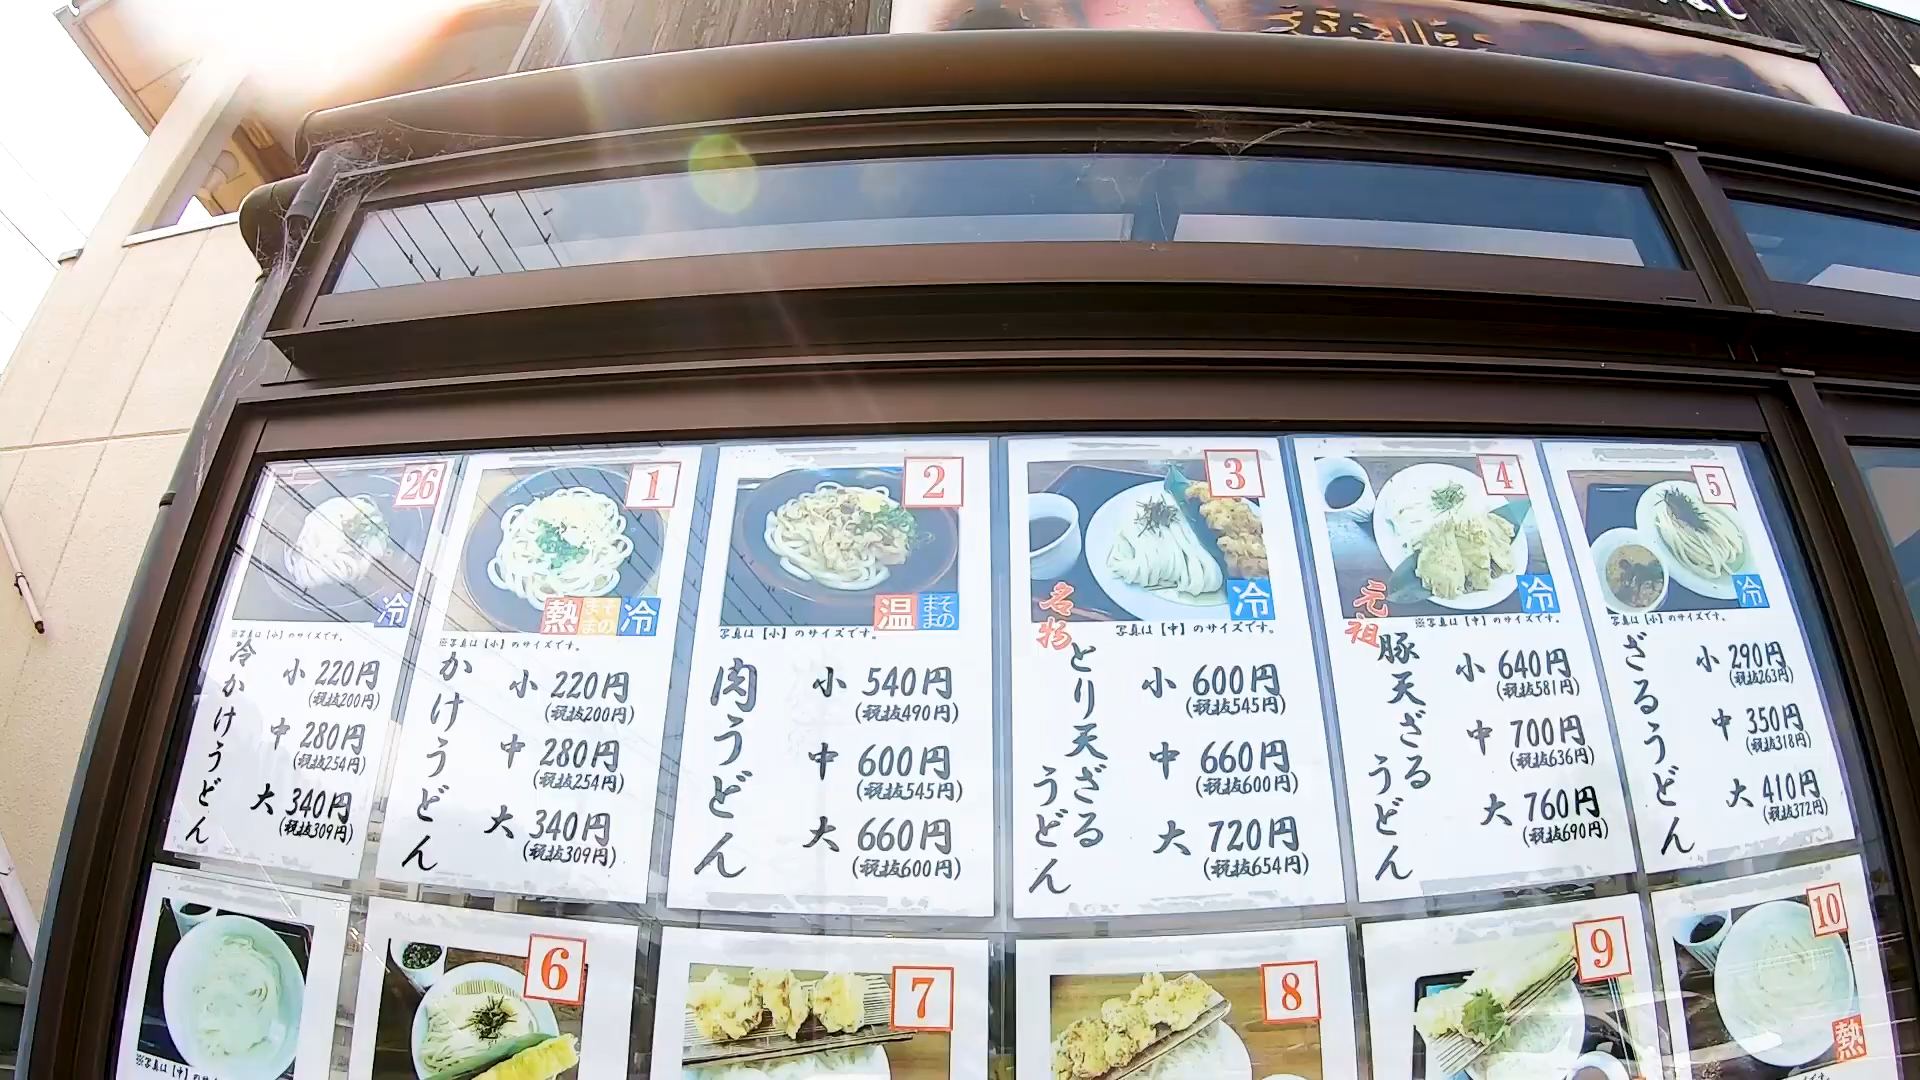 26
冷
※写真は【小】のサイズです。
冷かけうどん
小 220円
(税抜200円)
中 280円
(税抜254円)
大 340円
(税抜309円)
1
熱 そのまま 冷
※写真は【小】のサイズです。
かけうどん
小 220円
(税抜200円)
中 280円
(税抜254円)
大 340円
(税抜309円)
2
温 そのまま
写真は【小】のサイズです。
肉うどん
小 540円
(税抜490円)
中 600円
(税抜545円)
大 660円
(税抜600円)
3
冷
写真は【中】のサイズです。
名物
とり天ざる
うどん
小 600円
(税抜545円)
中 660円
(税抜600円)
大 720円
(税抜654円)
4
冷
※写真は【中】のサイズです。
元祖
豚天ざる
うどん
小 640円
(税抜581円)
中 700円
(税抜636円)
大 760円
(税抜690円)
5
冷
※写真は【小】のサイズです。
ざるうどん
小 290円
(税抜263円)
中 350円
(税抜318円)
大 410円
(税抜372円)
※写真は【中】のサイ
6
7
8
9
10
熱